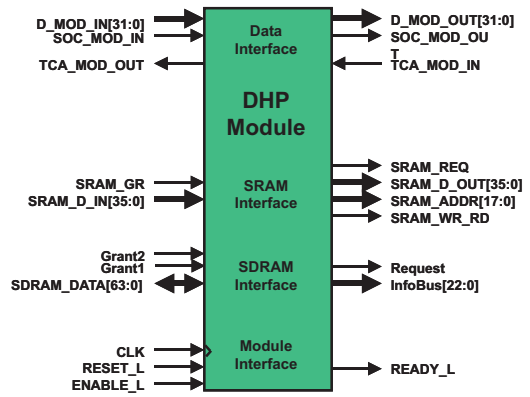 D_MOD_IN[31:0]
SOC_MOD_IN
TCA_MOD_OUT
Data
Interface
D_MOD_OUT[31:0]
SOC_MOD_OU
T
TCA_MOD_IN
DHP
Module
SRAM_GR
SRAM_D_IN[35:0]
SRAM
Interface
SRAM_REQ
SRAM_D_OUT[35:0]
SRAM_ADDR[17:0]
SRAM_WR_RD
Grant2
Grant1
SDRAM_DATA[63:0]
SDRAM
Interface
Request
InfoBus[22:0]
CLK
RESET_L
ENABLE_L
Module
Interface
READY_L